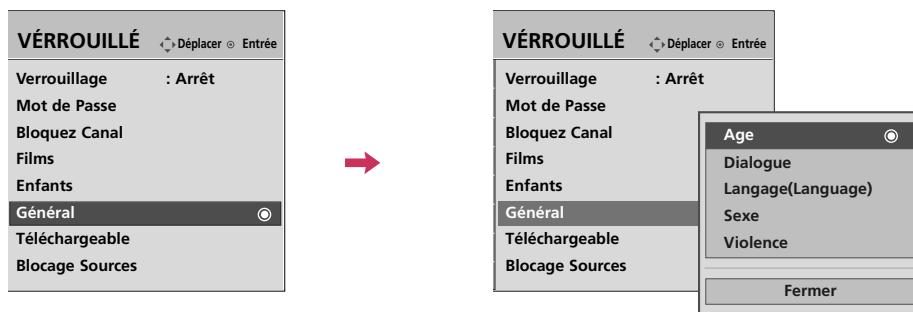 VÉRROUILLÉ Déplacer Entrée
Verrouillage : Arrêt
Mot de Passe
Bloquez Canal
Films
Enfants
Général
Téléchargeable
Blocage Sources
VÉRROUILLÉ Déplacer Entrée
Verrouillage : Arrêt
Mot de Passe
Bloquez Canal
Films
Enfants
Général
Téléchargeable
Blocage Sources
Age
Dialogue
Langage(Language)
Sexe
Violence
Fermer